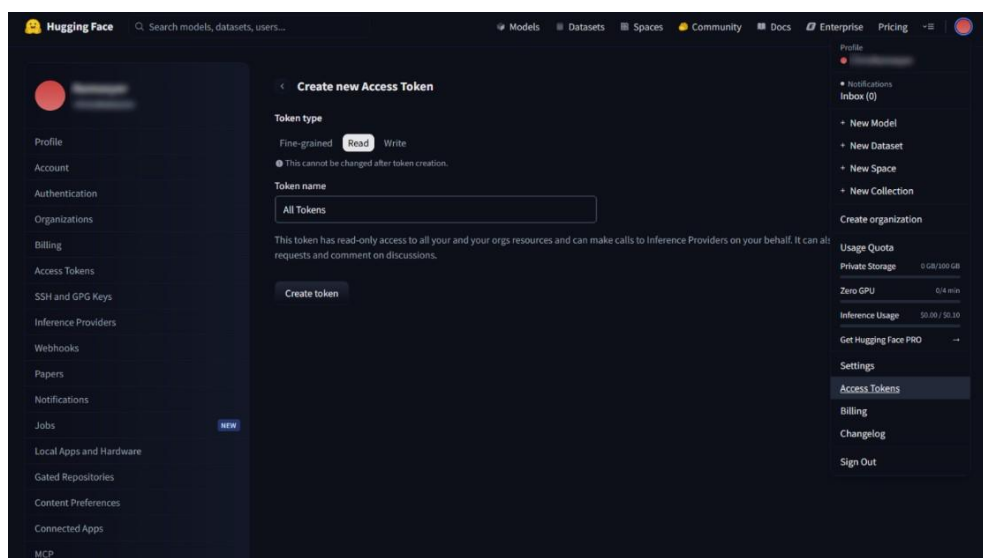 Hugging Face
Search models, datasets, users...
Models
Datasets
Spaces
Community
Docs
Enterprise
Pricing
Profile
Account
Authentication
Organizations
Billing
Access Tokens
SSH and GPG Keys
Inference Providers
Webhooks
Papers
Notifications
Jobs NEW
Local Apps and Hardware
Gated Repositories
Content Preferences
Connected Apps
MCP
Create new Access Token
Token type
Fine-grained Read Write
This cannot be changed after token creation.
Token name
All Tokens
This token has read-only access to all your and your orgs resources and can make calls to Inference Providers on your behalf. It can
requests and comment on discussions.
Create token
Profile
Notifications
Inbox (0)
+ New Model
+ New Dataset
+ New Space
+ New Collection
Create organization
Usage Quota
Private Storage 0 GB/100 GB
Zero GPU 0/4 min
Inference Usage $0.00 / $0.10
Get Hugging Face PRO →
Settings
Access Tokens
Billing
Changelog
Sign Out